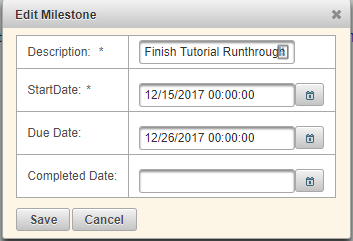 Edit Milestone
Description: * Finish Tutorial Runthrough
StartDate: * 12/15/2017 00:00:00
Due Date: 12/26/2017 00:00:00
Completed Date:
Save Cancel